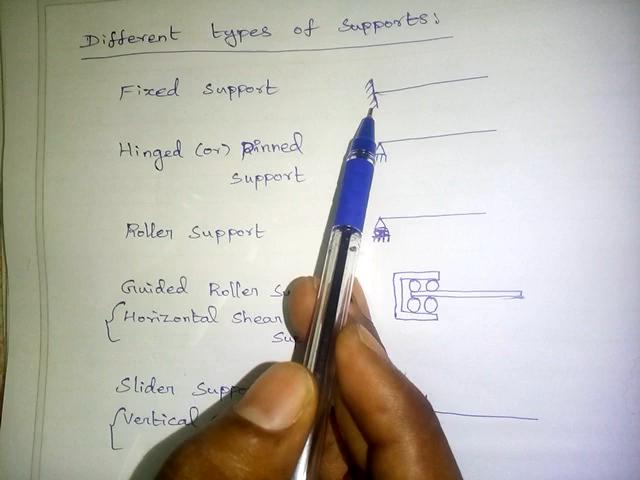 Different types of Supports:
Fixed Support
Hinged (or) Pinned
Support
Roller Support
Guided Roller
{Horizontal Shear
Slider
{Vertical